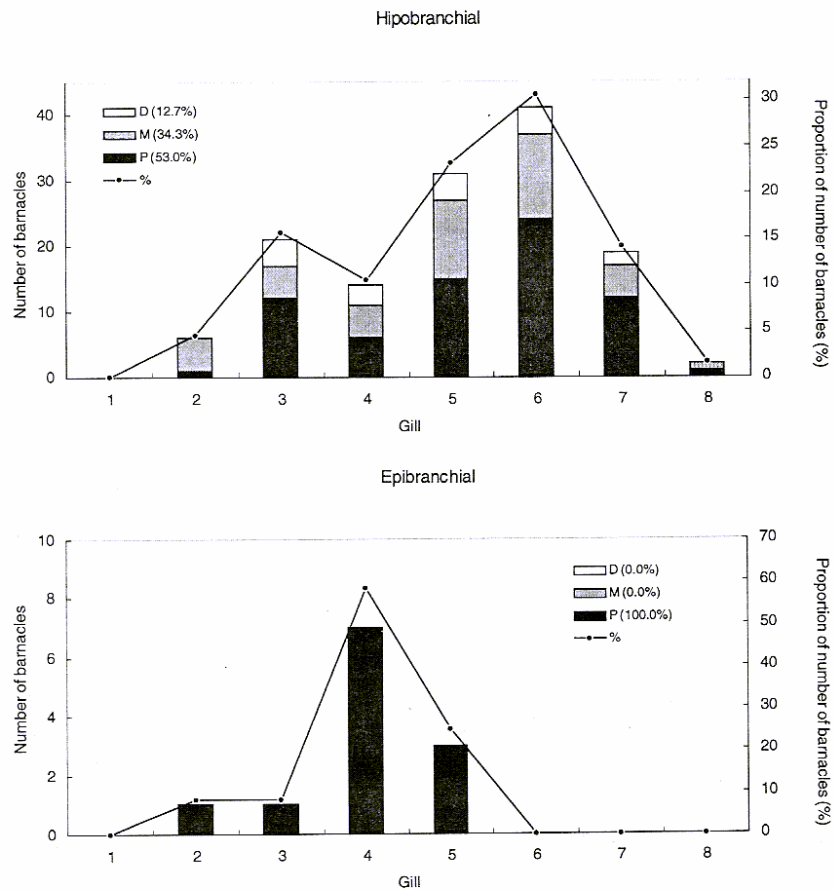 Hipobranchial
D (12.7%)
M (34.3%)
P (53.0%)
%
Number of barnacles
40
30
20
10
0
Proportion of number of barnacles (%)
30
25
20
15
10
5
0
1 2 3 4 5 6 7 8
Gill
Epibranchial
D (0.0%)
M (0.0%)
P (100.0%)
%
Number of barnacles
10
8
6
4
2
0
Proportion of number of barnacles (%)
70
60
50
40
30
20
10
0
1 2 3 4 5 6 7 8
Gill